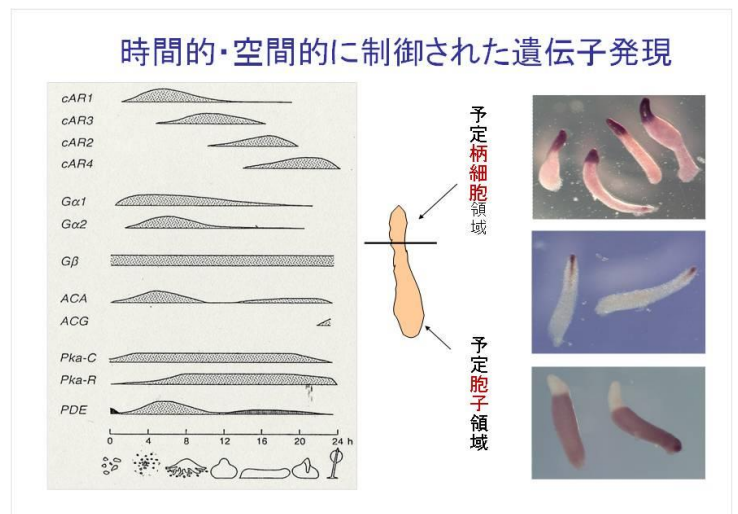 時間的・空間的に制御された遺伝子発現
cAR1
cAR3
cAR2
cAR4
Gα1
Gα2
Gβ
ACA
ACG
Pka-C
Pka-R
PDE
0 4 8 12 16 20 24 h
予定柄細胞領域
予定胞子領域